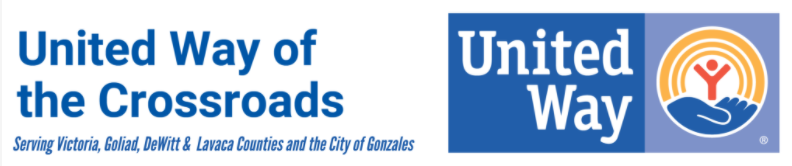 United Way of
the Crossroads
Serving Victoria, Goliad, DeWitt & Lavaca Counties and the City of Gonzales
United
Way
®